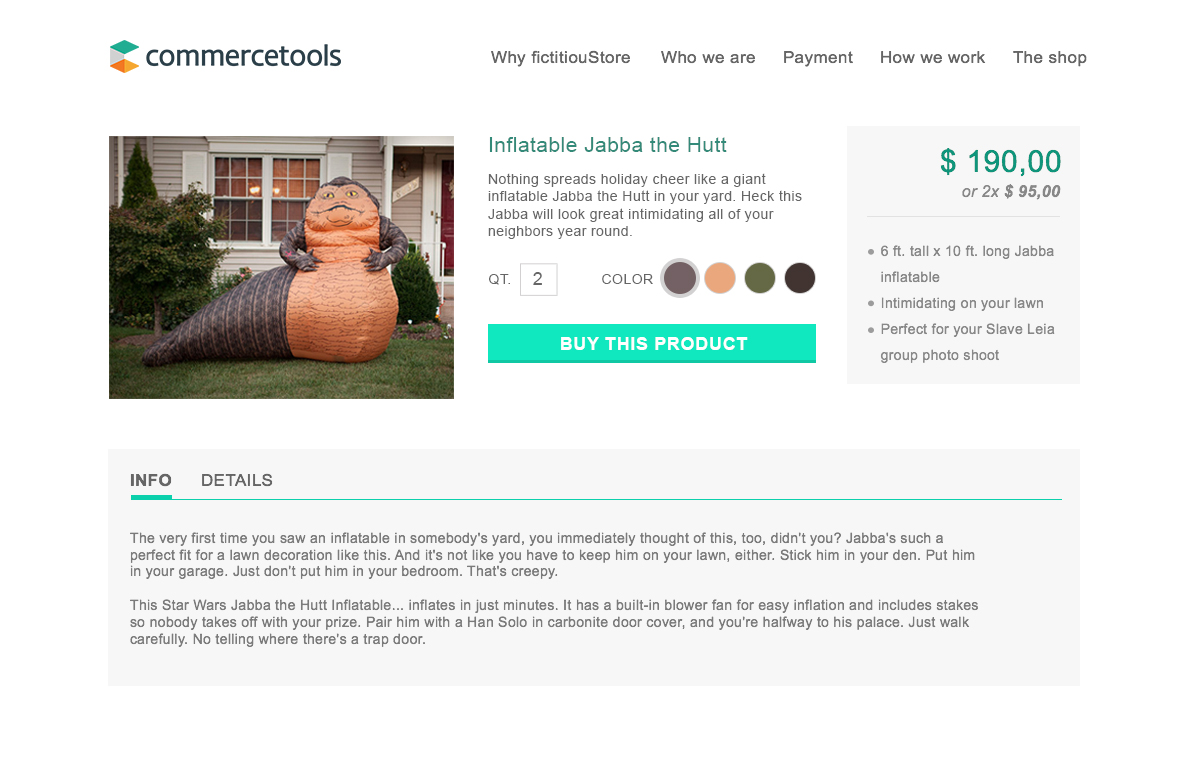 commercetools
Why fictitiouStore Who we are Payment How we work The shop
Inflatable Jabba the Hutt
Nothing spreads holiday cheer like a giant
inflatable Jabba the Hutt in your yard. Heck this
Jabba will look great intimidating all of your
neighbors year round.
QT. 2 COLOR
BUY THIS PRODUCT
$ 190,00
or 2x $ 95,00
6 ft. tall x 10 ft. long Jabba
inflatable
Intimidating on your lawn
Perfect for your Slave Leia
group photo shoot
INFO DETAILS
The very first time you saw an inflatable in somebody's yard, you immediately thought of this, too, didn't you? Jabba's such a
perfect fit for a lawn decoration like this. And it's not like you have to keep him on your lawn, either. Stick him in your den. Put him
in your garage. Just don't put him in your bedroom. That's creepy.
This Star Wars Jabba the Hutt Inflatable... inflates in just minutes. It has a built-in blower fan for easy inflation and includes stakes
so nobody takes off with your prize. Pair him with a Han Solo in carbonite door cover, and you're halfway to his palace. Just walk
carefully. No telling where there's a trap door.